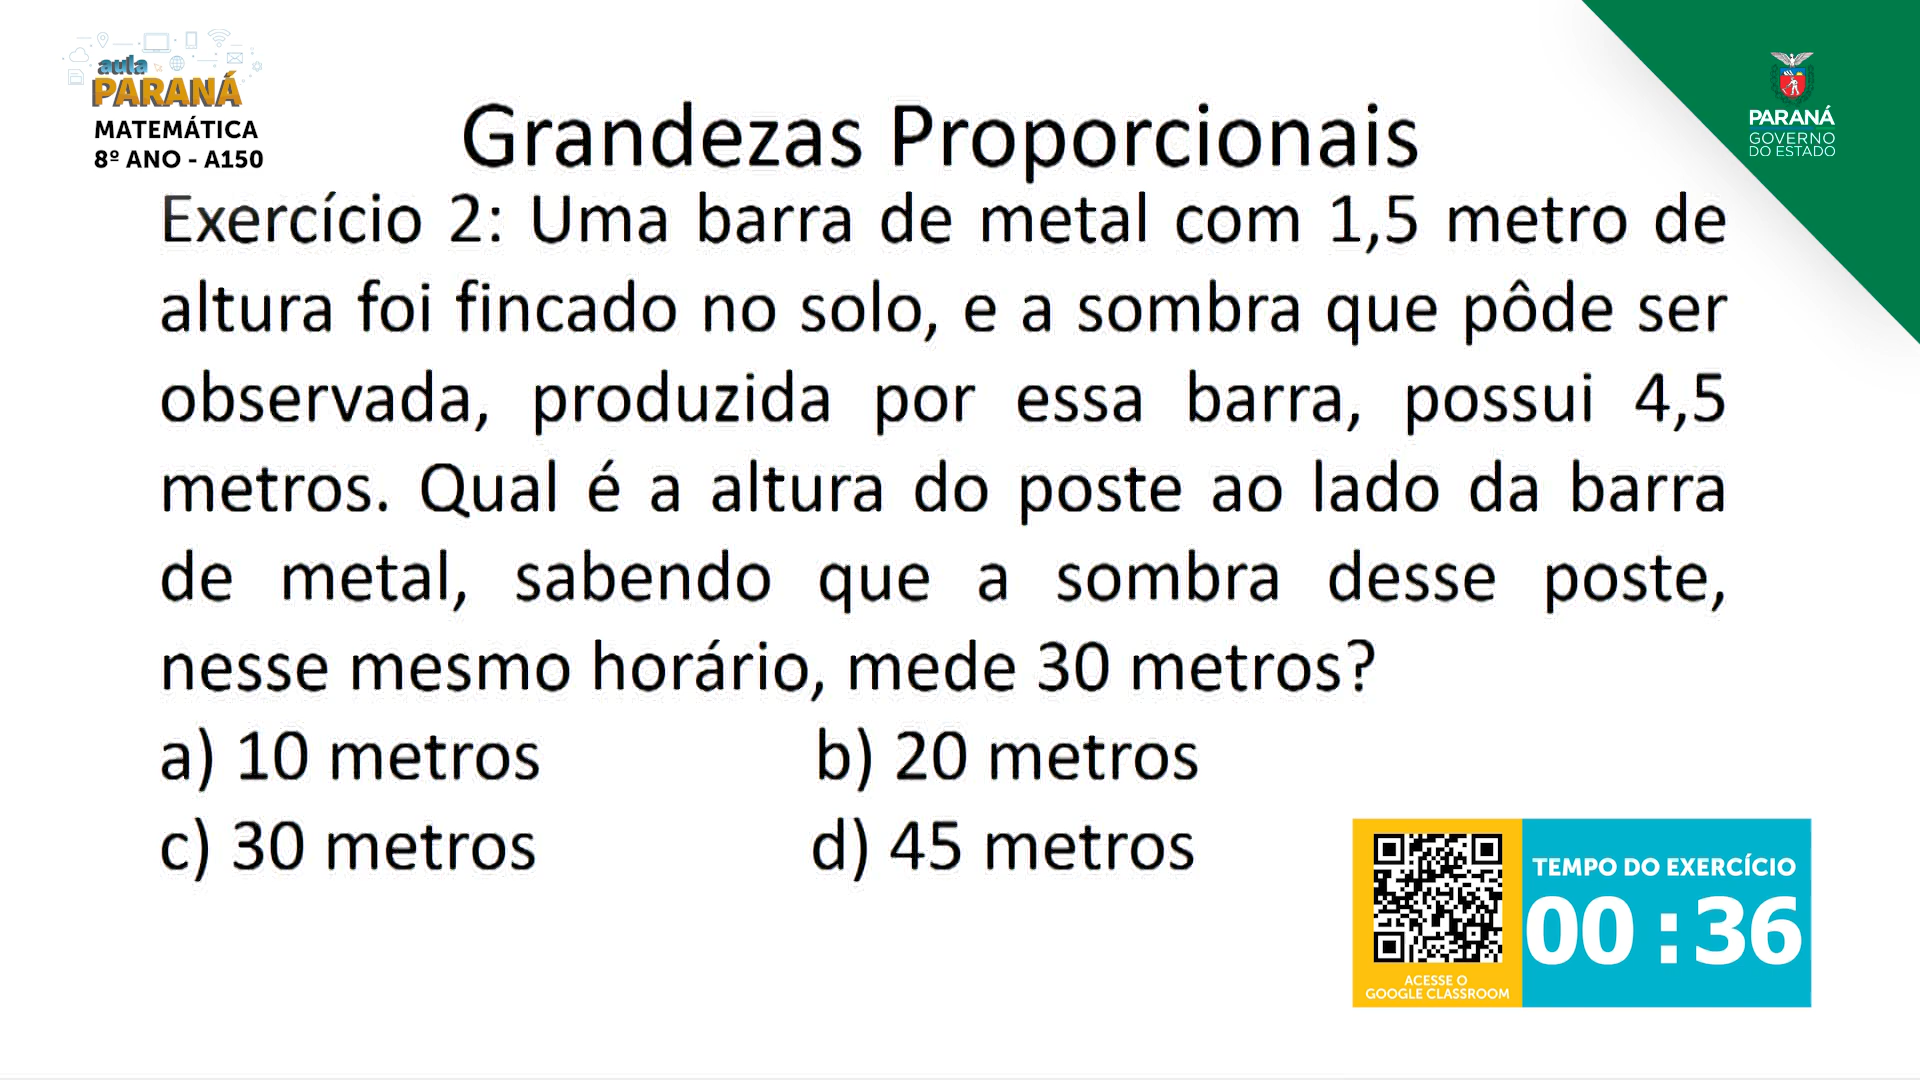 aula
PARANÁ
MATEMÁTICA
8º ANO - A150
PARANÁ
GOVERNO
DO ESTADO
Grandezas Proporcionais
Exercício 2: Uma barra de metal com 1,5 metro de
altura foi fincado no solo, e a sombra que pôde ser
observada, produzida por essa barra, possui 4,5
metros. Qual é a altura do poste ao lado da barra
de metal, sabendo que a sombra desse poste,
nesse mesmo horário, mede 30 metros?
a) 10 metros b) 20 metros
c) 30 metros d) 45 metros
ACESSE O
GOOGLE CLASSROOM
TEMPO DO EXERCÍCIO
00:36